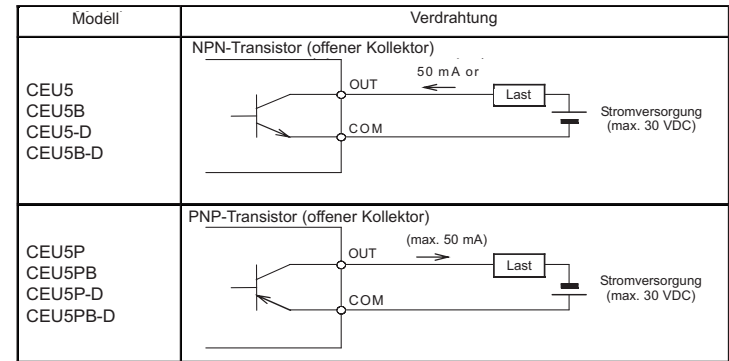 Modell
Verdrahtung
CEU5
CEU5B
CEU5-D
CEU5B-D
NPN-Transistor (offener Kollektor)
OUT
50 mA or
Last
COM
Stromversorgung
(max. 30 VDC)
CEU5P
CEU5PB
CEU5P-D
CEU5PB-D
PNP-Transistor (offener Kollektor)
OUT
(max. 50 mA)
Last
COM
Stromversorgung
(max. 30 VDC)